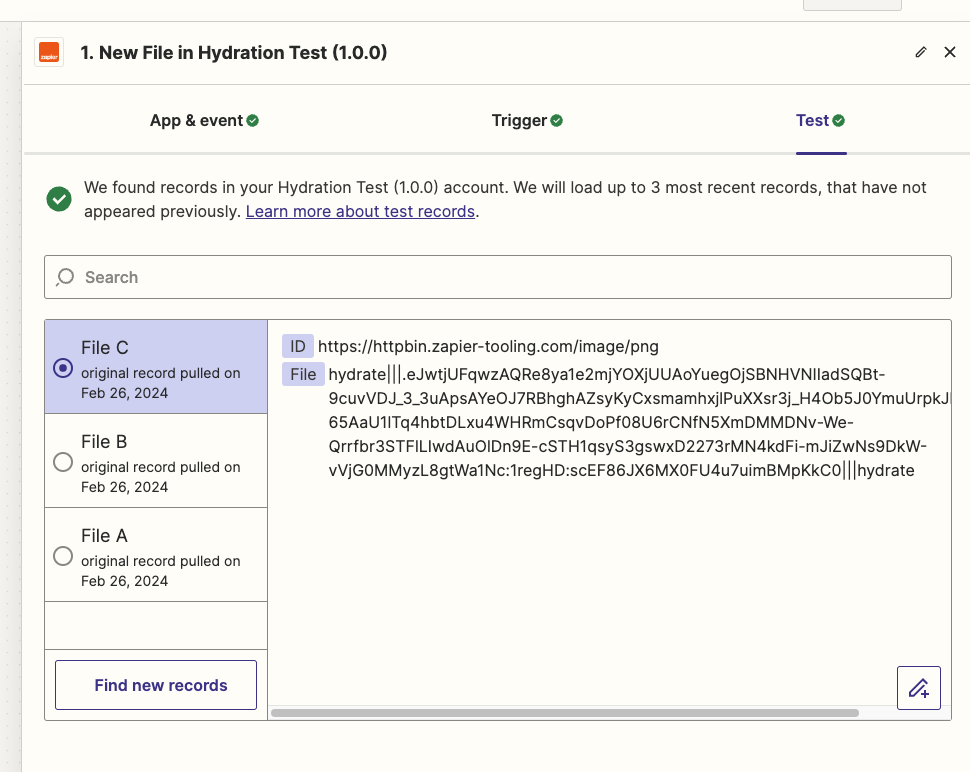 zapier
1. New File in Hydration Test (1.0.0)
App & event
Trigger
Test
We found records in your Hydration Test (1.0.0) account. We will load up to 3 most recent records, that have not
appeared previously. Learn more about test records.
Search
File C
original record pulled on
Feb 26, 2024
File B
original record pulled on
Feb 26, 2024
File A
original record pulled on
Feb 26, 2024
Find new records
ID https://httpbin.zapier-tooling.com/image/png
File hydrate|||.eJwtjUFqwzAQRe8ya1e2mjYOXjUUAoYuegOjSBNHVNIIadSQBt-
9cuvVDJ_3_3uApsAYeOJ7RBhghAZsyKyCxsmamhxjlPuXXsr3j_H4Ob5J0YmuUrpkJ
65AaU1ITq4hbtDLxu4WHRmCsqvDoPf08U6rCNfN5XmDMMDNv-We-
Qrrfbr3STFlLIwdAuOlDn9E-cSTH1qsyS3gswxD2273rMN4kdFi-mJiZwNs9DkW-
vVjG0MMyzL8gtWa1Nc:1regHD:scEF86JX6MX0FU4u7uimBMpKkC0|||hydrate